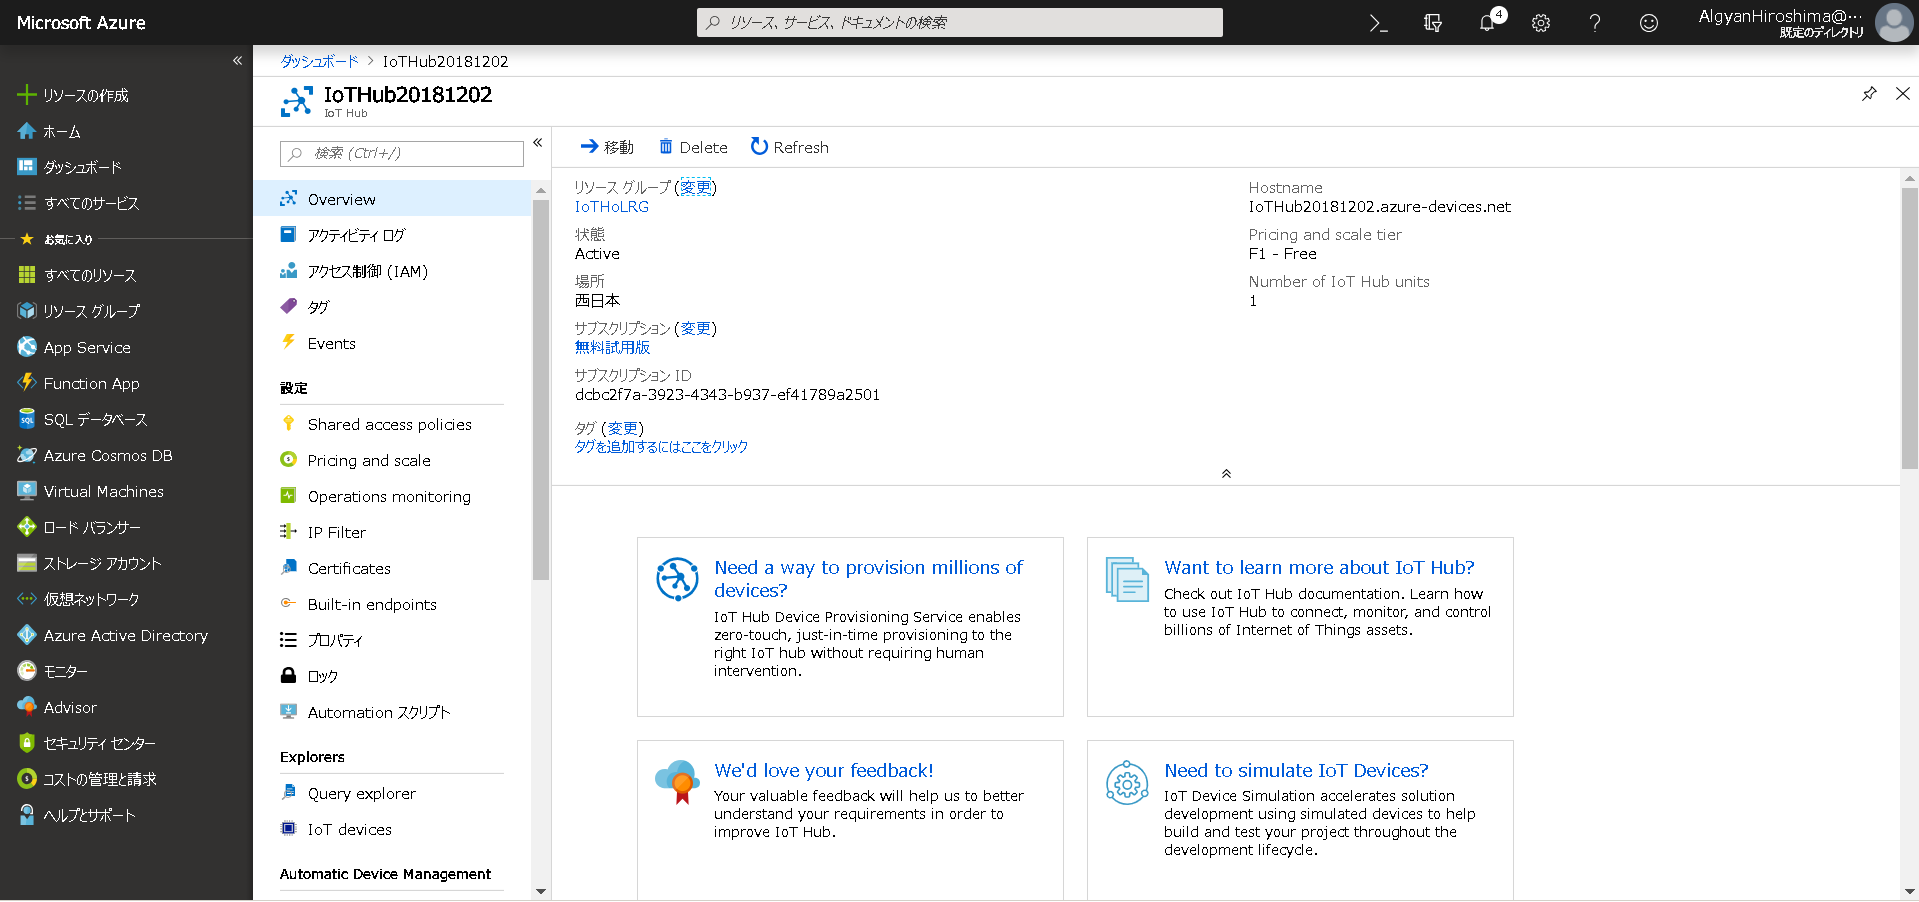 Microsoft Azure
リソース、サービス、ドキュメントの検索
4
AlgyanHiroshima@...
既定のディレクトリ
リソースの作成
ホーム
ダッシュボード
すべてのサービス
お気に入り
すべてのリソース
リソース グループ
App Service
Function App
SQL データベース
Azure Cosmos DB
Virtual Machines
ロード バランサー
ストレージ アカウント
仮想ネットワーク
Azure Active Directory
モニター
Advisor
セキュリティ センター
コストの管理と請求
ヘルプとサポート
ダッシュボード > IoTHub20181202
IoTHub20181202
IoT Hub
検索 (Ctrl+/)
Overview
アクティビティ ログ
アクセス制御 (IAM)
タグ
Events
設定
Shared access policies
Pricing and scale
Operations monitoring
IP Filter
Certificates
Built-in endpoints
プロパティ
ロック
Automation スクリプト
Explorers
Query explorer
IoT devices
Automatic Device Management
移動 Delete Refresh
リソース グループ (変更)
IoTHoLRG
状態
Active
場所
西日本
サブスクリプション (変更)
無料試用版
サブスクリプション ID
dcbc2f7a-3923-4343-b937-ef41789a2501
タグ (変更)
タグを追加するにはここをクリック
Hostname
IoTHub20181202.azure-devices.net
Pricing and scale tier
F1 - Free
Number of IoT Hub units
1
Need a way to provision millions of
devices?
IoT Hub Device Provisioning Service enables
zero-touch, just-in-time provisioning to the
right IoT hub without requiring human
intervention.
Want to learn more about IoT Hub?
Check out IoT Hub documentation. Learn how
to use IoT Hub to connect, monitor, and control
billions of Internet of Things assets.
We'd love your feedback!
Your valuable feedback will help us to better
understand your requirements in order to
improve IoT Hub.
Need to simulate IoT Devices?
IoT Device Simulation accelerates solution
development using simulated devices to help
build and test your project throughout the
development lifecycle.